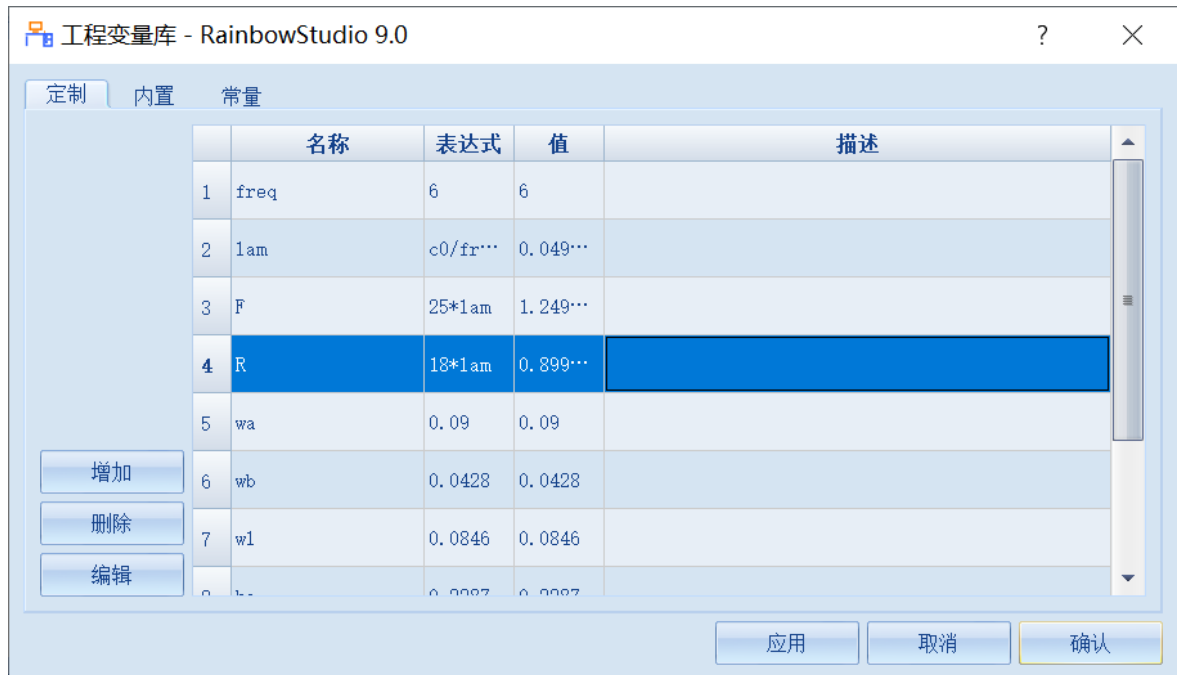 工程变量库 - RainbowStudio 9.0 ?
定制 内置 常量
名称 表达式 值 描述
1 freq 6 6
2 lam c0/fr··· 0.049···
3 F 25*lam 1.249···
4 R 18*lam 0.899···
5 wa 0.09 0.09
6 wb 0.0428 0.0428
7 w1 0.0846 0.0846
增加
删除
编辑
应用 取消 确认